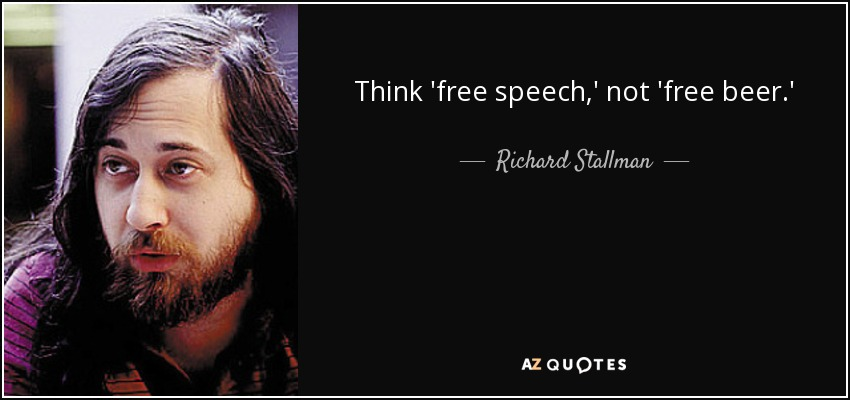 Think 'free speech,' not 'free beer.'
Richard Stallman
AZ QUOTES